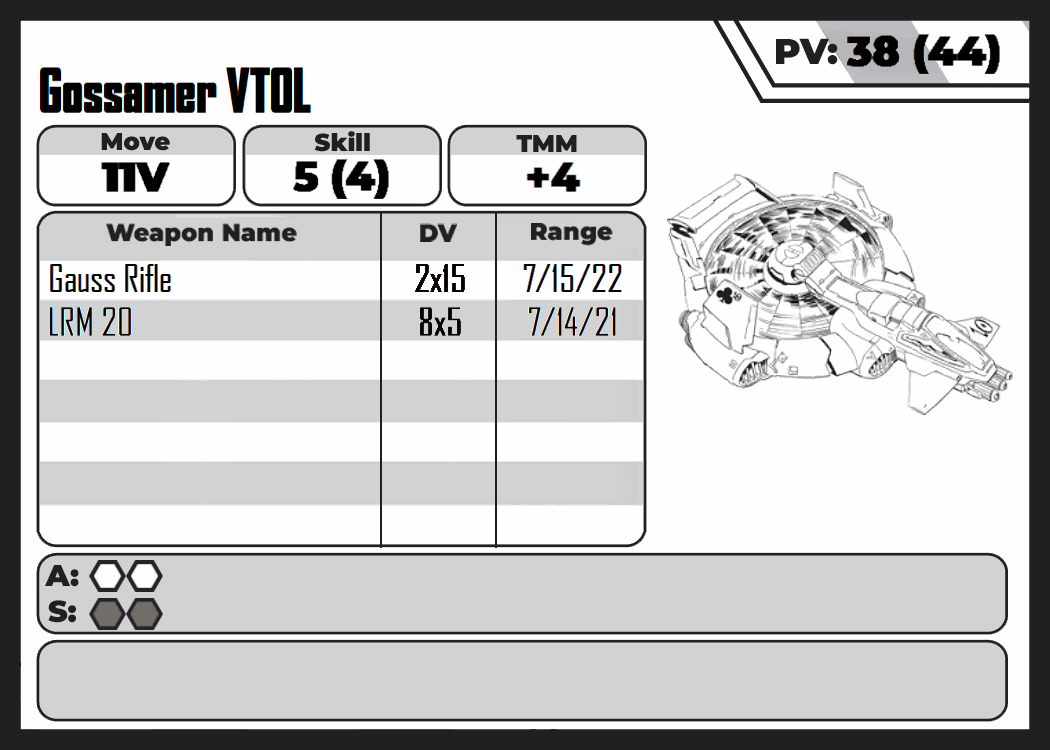 PV: 38 (44)
Gossamer VTOL
Move Skill TMM
11V 5 (4) +4
Weapon Name DV Range
Gauss Rifle 2x15 7/15/22
LRM 20 8x5 7/14/21
A:
S: